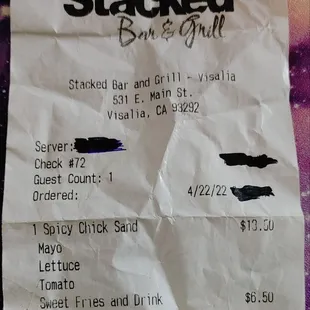 Stacked
Bar & Grill
Stacked Bar and Grill - Visalia
531 E. Main St.
Visalia, CA 93292
Server:
Check #72
Guest Count: 1
Ordered: 4/22/22
1 Spicy Chick Sand $13.50
Mayo
Lettuce
Tomato
Sweet Fries and Drink $6.50